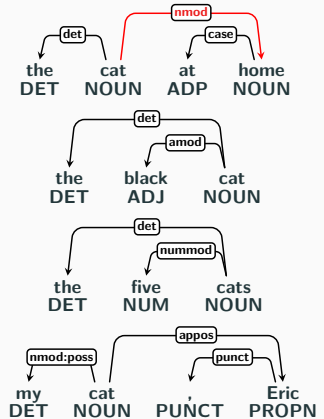 nmod
det case
the cat at home
DET NOUN ADP NOUN
det
amod
the black cat
DET ADJ NOUN
det
nummod
the five cats
DET NUM NOUN
appos
nmod:poss punct
my cat , Eric
DET NOUN PUNCT PROPN